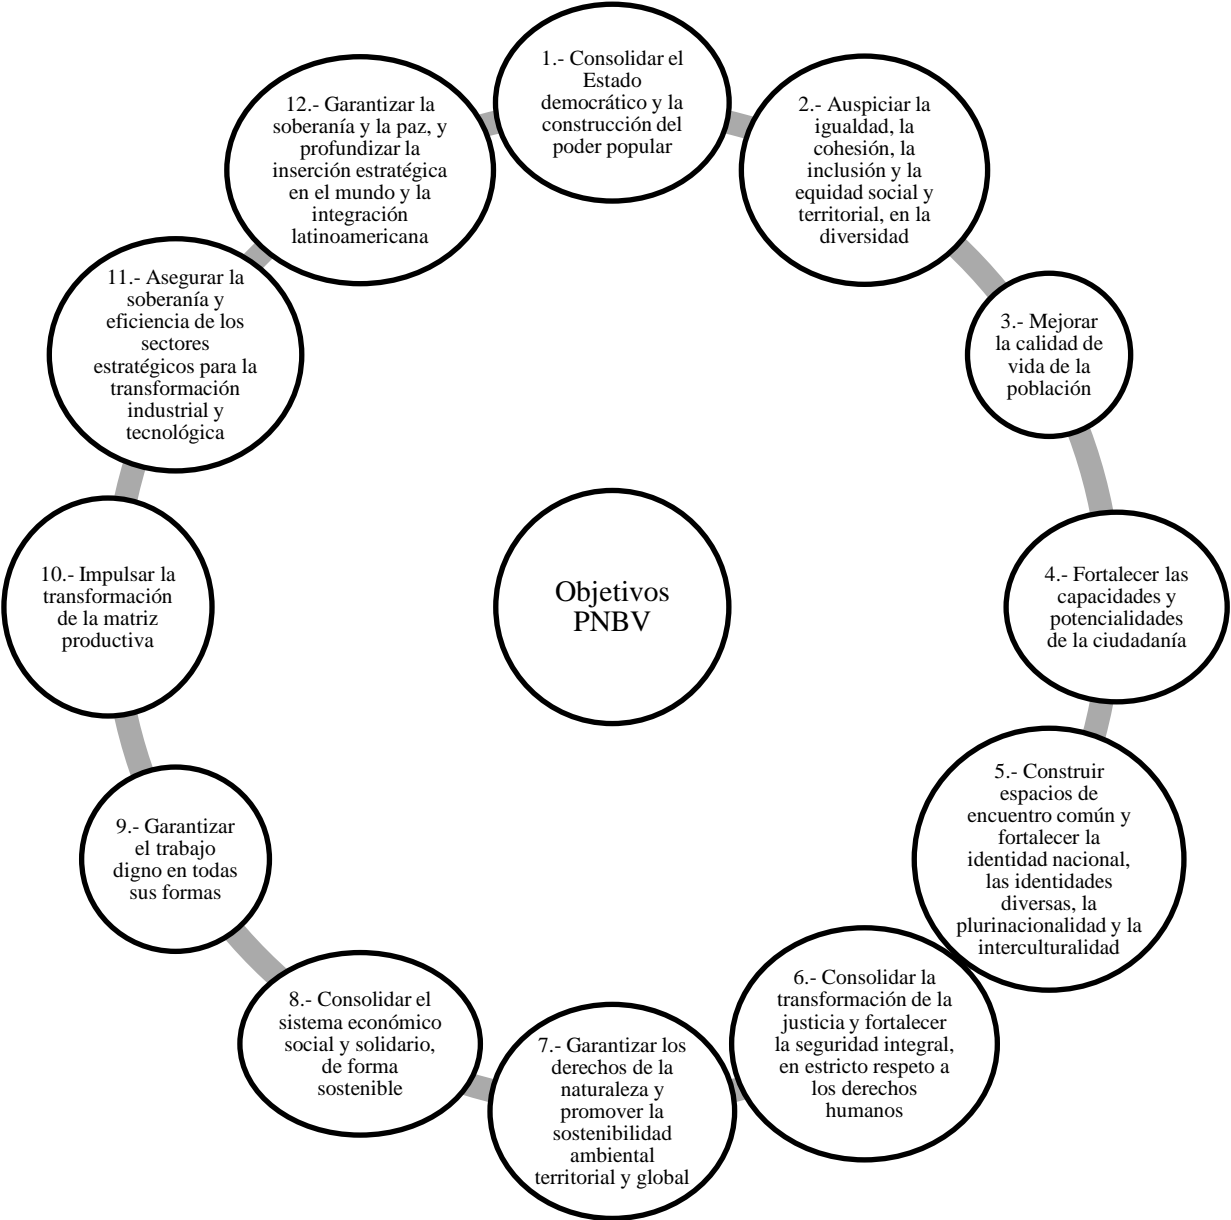 1.- Consolidar el
Estado
democrático y la
construcción del
poder popular
2.- Auspiciar la
igualdad, la
cohesión, la
inclusión y la
equidad social y
territorial, en la
diversidad
3.- Mejorar
la calidad de
vida de la
población
4.- Fortalecer las
capacidades y
potencialidades
de la ciudadanía
5.- Construir
espacios de
encuentro común y
fortalecer la
identidad nacional,
las identidades
diversas, la
plurinacionalidad y la
interculturalidad
6.- Consolidar la
transformación de la
justicia y fortalecer
la seguridad integral,
en estricto respeto a
los derechos
humanos
7.- Garantizar los
derechos de la
naturaleza y
promover la
sostenibilidad
ambiental
territorial y global
8.- Consolidar el
sistema económico
social y solidario,
de forma
sostenible
9.- Garantizar
el trabajo
digno en todas
sus formas
10.- Impulsar la
transformación
de la matriz
productiva
11.- Asegurar la
soberanía y
eficiencia de los
sectores
estratégicos para la
transformación
industrial y
tecnológica
12.- Garantizar la
soberanía y la paz, y
profundizar la
inserción estratégica
en el mundo y la
integración
latinoamericana
Objetivos
PNBV